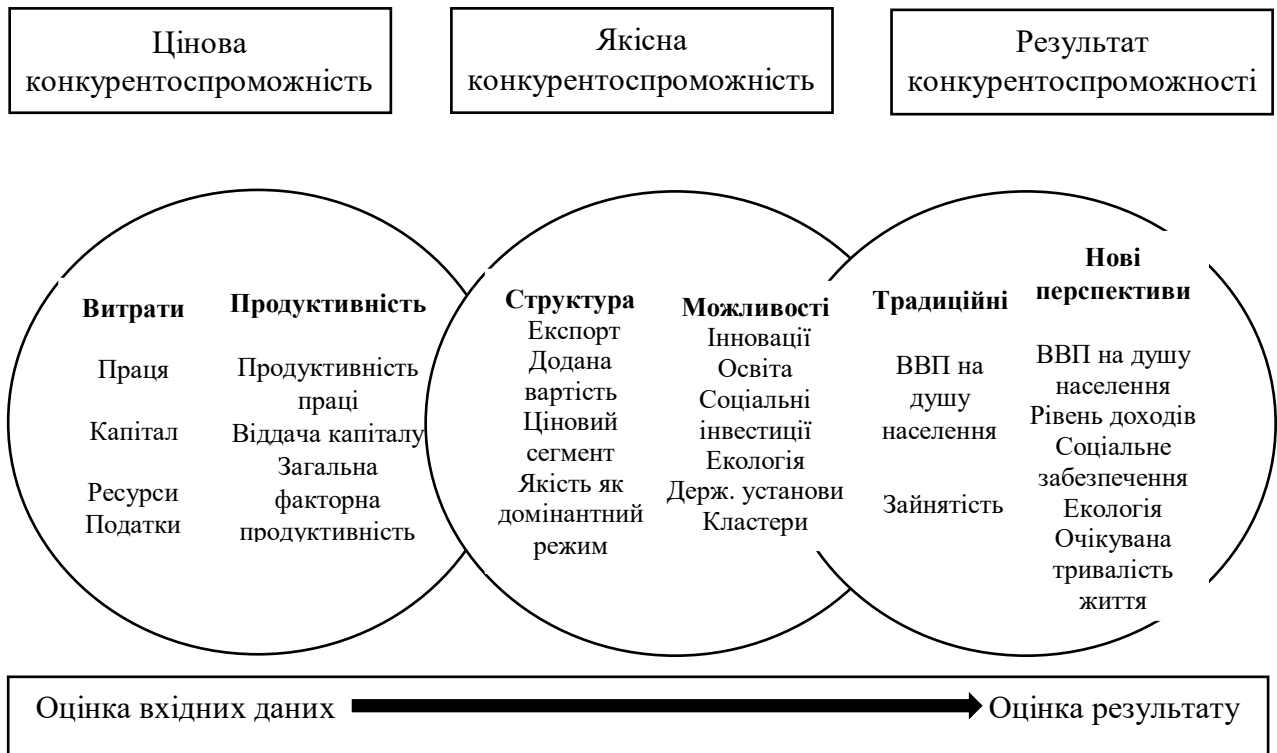 Цінова
конкурентоспроможність
Якісна
конкурентоспроможність
Результат
конкурентоспроможності
Витрати
Праця
Капітал
Ресурси
Податки
Продуктивність
Продуктивність
праці
Віддача капіталу
Загальна
факторна
продуктивність
Структура
Експорт
Додана
вартість
Ціновий
сегмент
Якість як
домінантний
режим
Можливості
Інновації
Освіта
Соціальні
інвестиції
Екологія
Держ. установи
Кластери
Традиційні
ВВП на
душу
населення
Зайнятість
Нові
перспективи
ВВП на душу
населення
Рівень доходів
Соціальне
забезпечення
Екологія
Очікувана
тривалість
життя
Оцінка вхідних даних
Оцінка результату